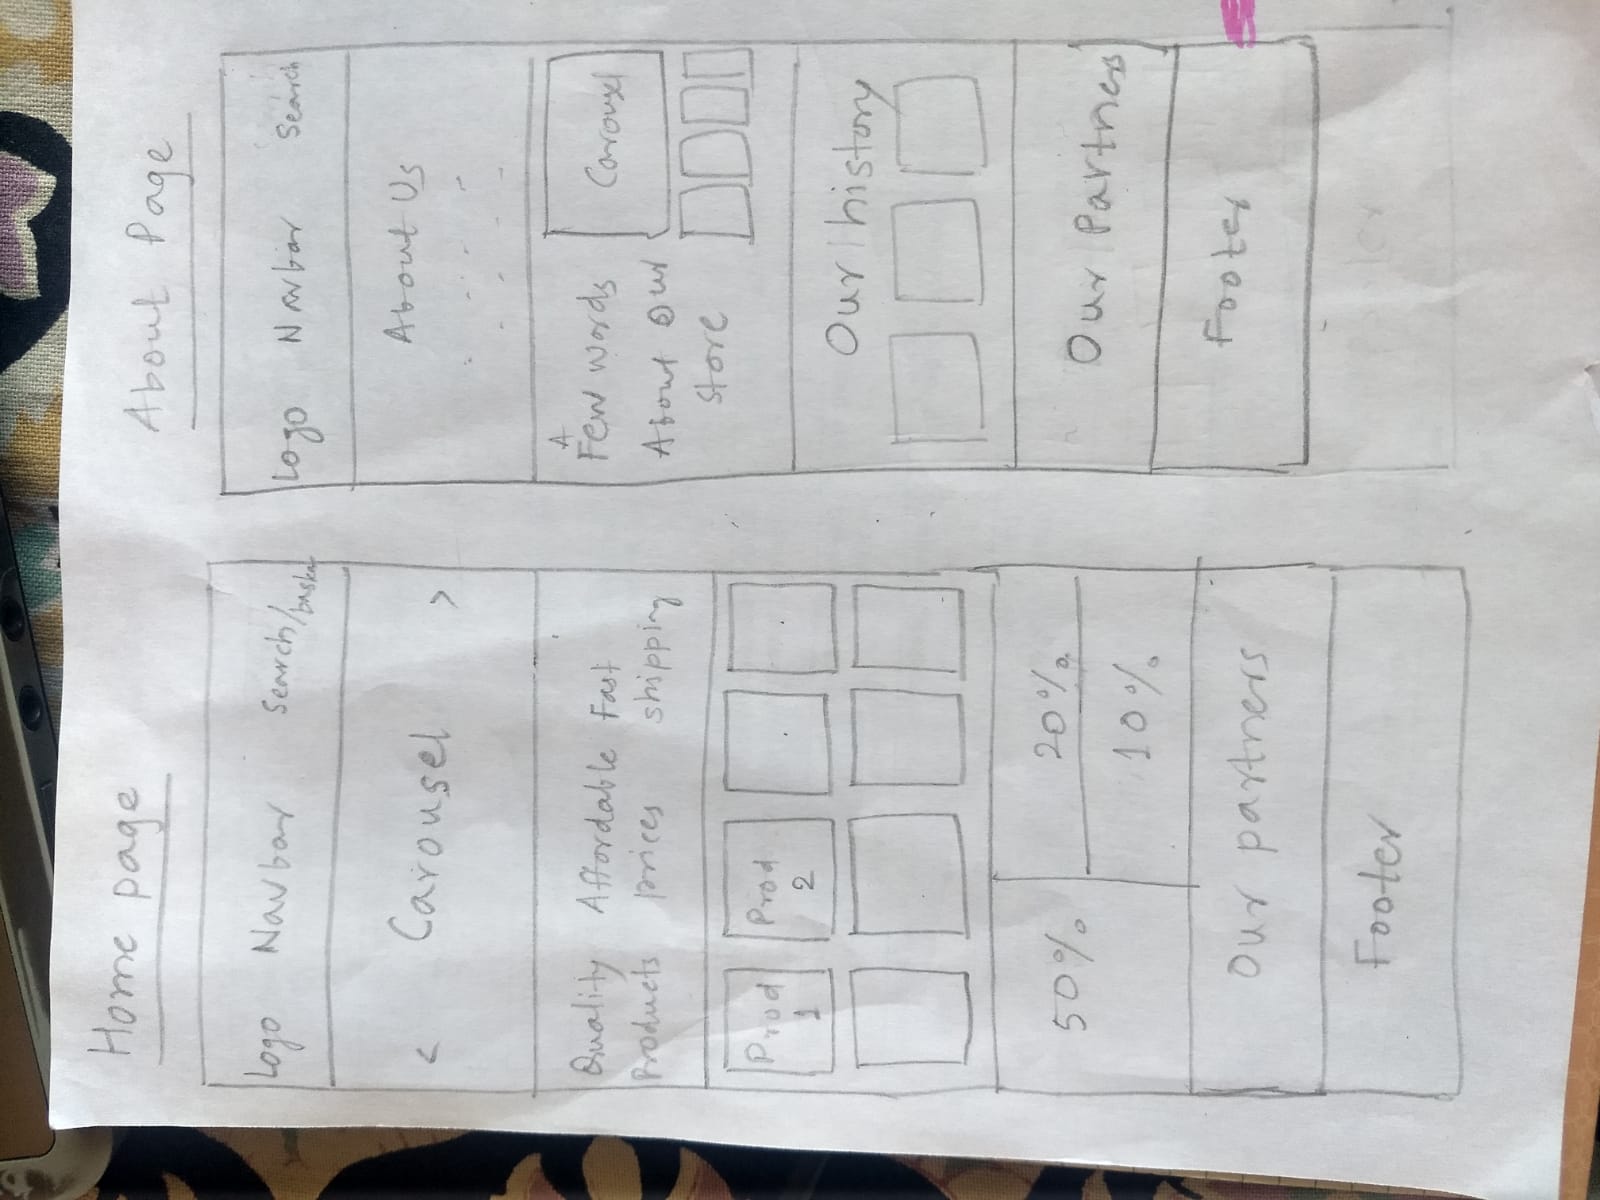 Home page
Logo Navbar Search/
< Carousel >
Quality Affordable Fast
Products prices shipping
Prod Prod
1 2
50% 20%
10%
Our partners
Footer
About Page
Logo Navbar Search
About Us
A
Few words Carousel
About Our
store
Our history
Our Partners
Footer